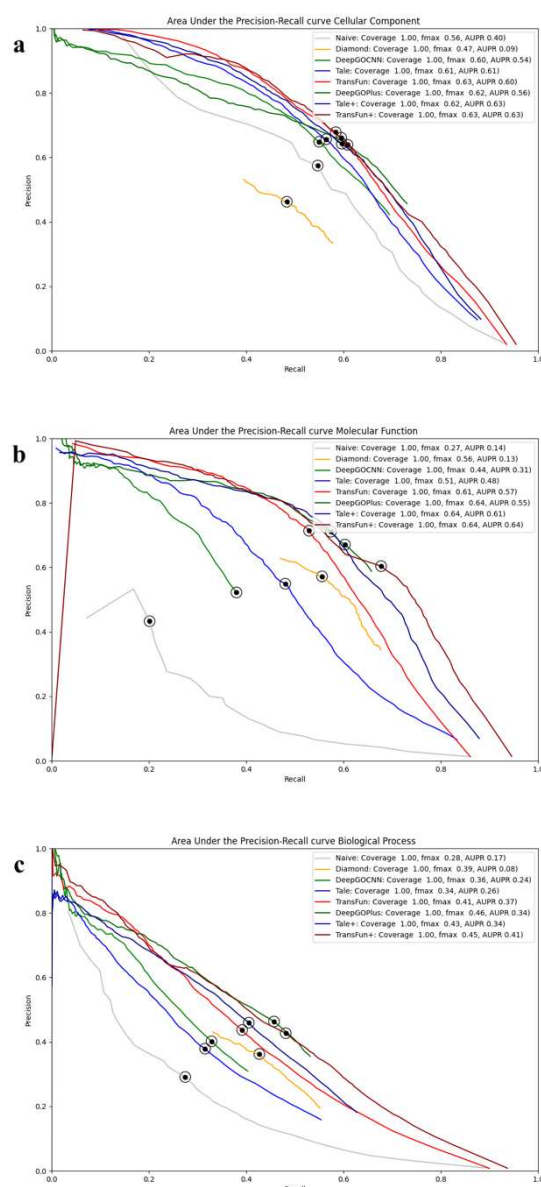 Area Under the Precision-Recall curve Cellular Component
a
1.0
0.8
0.6
0.4
0.2
0.0
Precision
Naive: Coverage 1.00, fmax 0.56, AUPR 0.40)
Diamond: Coverage 1.00, fmax 0.47, AUPR 0.09)
DeepGOCNN: Coverage 1.00, fmax 0.60, AUPR 0.54)
Tale: Coverage 1.00, fmax 0.61, AUPR 0.61)
TransFun: Coverage 1.00, fmax 0.63, AUPR 0.60)
DeepGOPlus: Coverage 1.00, fmax 0.62, AUPR 0.56)
Tale+: Coverage 1.00, fmax 0.62, AUPR 0.63)
TransFun+: Coverage 1.00, fmax 0.63, AUPR 0.63)
0.0 0.2 0.4 0.6 0.8 1.0
Recall
Area Under the Precision-Recall curve Molecular Function
b
1.0
0.8
0.6
0.4
0.2
0.0
Precision
Naive: Coverage 1.00, fmax 0.27, AUPR 0.14)
Diamond: Coverage 1.00, fmax 0.56, AUPR 0.13)
DeepGOCNN: Coverage 1.00, fmax 0.44, AUPR 0.31)
Tale: Coverage 1.00, fmax 0.51, AUPR 0.48)
TransFun: Coverage 1.00, fmax 0.61, AUPR 0.57)
DeepGOPlus: Coverage 1.00, fmax 0.64, AUPR 0.55)
Tale+: Coverage 1.00, fmax 0.64, AUPR 0.61)
TransFun+: Coverage 1.00, fmax 0.64, AUPR 0.64)
0.0 0.2 0.4 0.6 0.8 1.0
Recall
Area Under the Precision-Recall curve Biological Process
c
1.0
0.8
0.6
0.4
0.2
0.0
Precision
Naive: Coverage 1.00, fmax 0.28, AUPR 0.17)
Diamond: Coverage 1.00, fmax 0.39, AUPR 0.08)
DeepGOCNN: Coverage 1.00, fmax 0.36, AUPR 0.24)
Tale: Coverage 1.00, fmax 0.34, AUPR 0.26)
TransFun: Coverage 1.00, fmax 0.41, AUPR 0.37)
DeepGOPlus: Coverage 1.00, fmax 0.46, AUPR 0.34)
Tale+: Coverage 1.00, fmax 0.43, AUPR 0.34)
TransFun+: Coverage 1.00, fmax 0.45, AUPR 0.41)
0.0 0.2 0.4 0.6 0.8 1.0
Recall